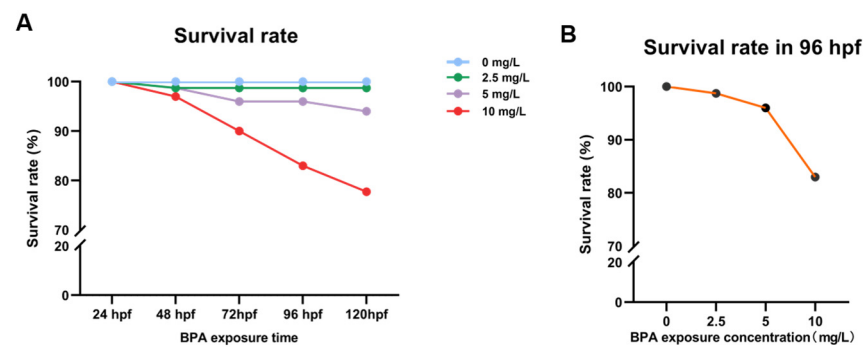 A
Survival rate
0 mg/L
2.5 mg/L
5 mg/L
10 mg/L
Survival rate (%)
100
90
80
70
20
0
24 hpf 48 hpf 72hpf 96 hpf 120hpf
BPA exposure time
B
Survival rate in 96 hpf
Survival rate (%)
100
90
80
70
20
0
0 2.5 5 10
BPA exposure concentration（mg/L）